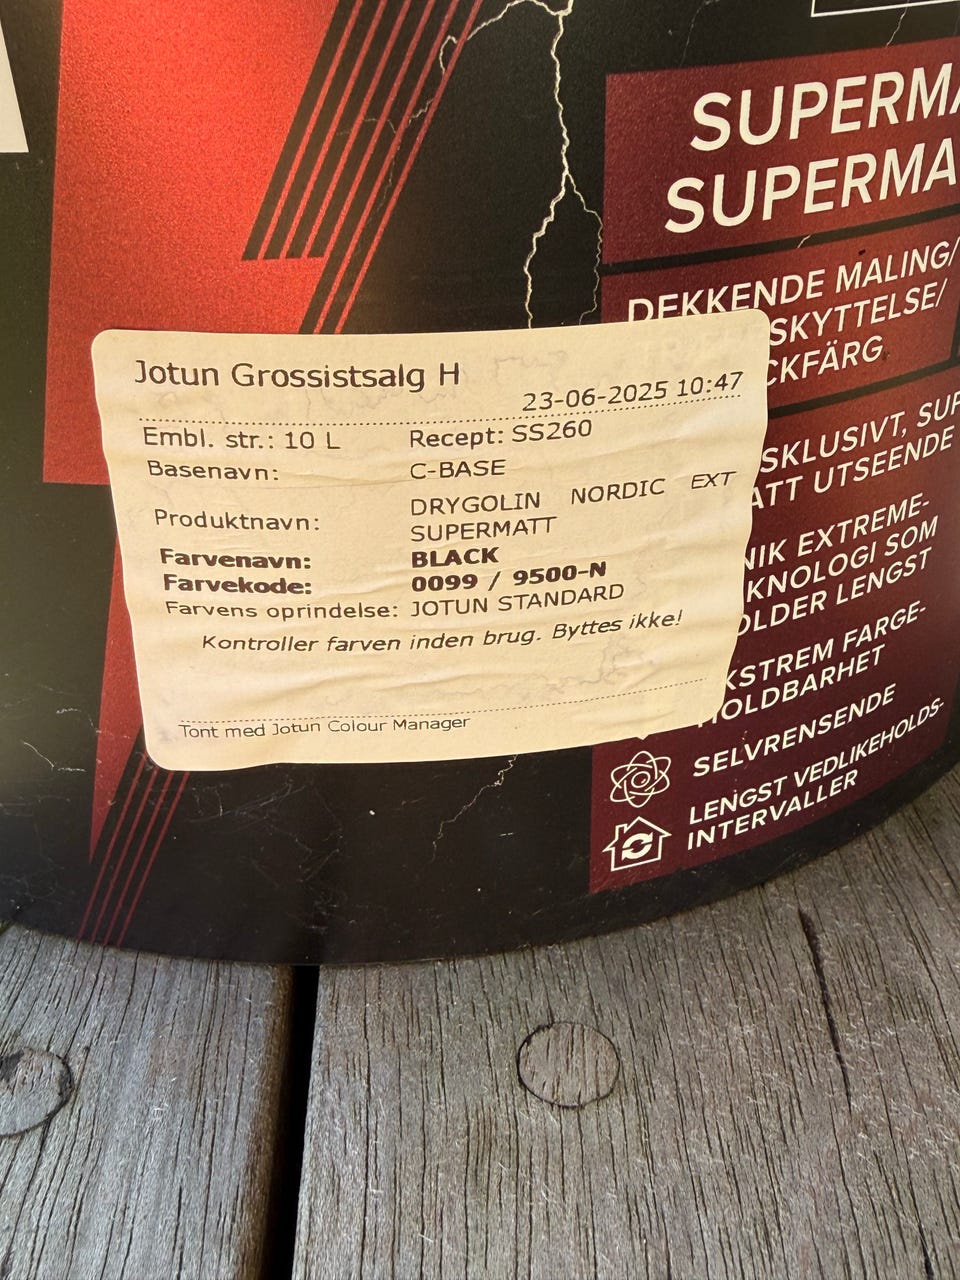 SUPERMA
SUPERMA
DEKKENDE MALING/
SKYTTELSE/
CKFÄRG
SKLUSIVT, SUP
ATT UTSEENDE
NIK EXTREME-
KNOLOGI SOM
OLDER LENGST
KSTREM FARGE-
HOLDBARHET
SELVRENSENDE
LENGST VEDLIKEHOLDS-
INTERVALLER
Jotun Grossistsalg H
23-06-2025 10:47
Embl. str.: 10 L Recept: SS260
Basenavn: C-BASE
Produktnavn: DRYGOLIN NORDIC EXT
SUPERMATT
Farvenavn: BLACK
Farvekode: 0099 / 9500-N
Farvens oprindelse: JOTUN STANDARD
Kontroller farven inden brug. Byttes ikke!
Tont med Jotun Colour Manager